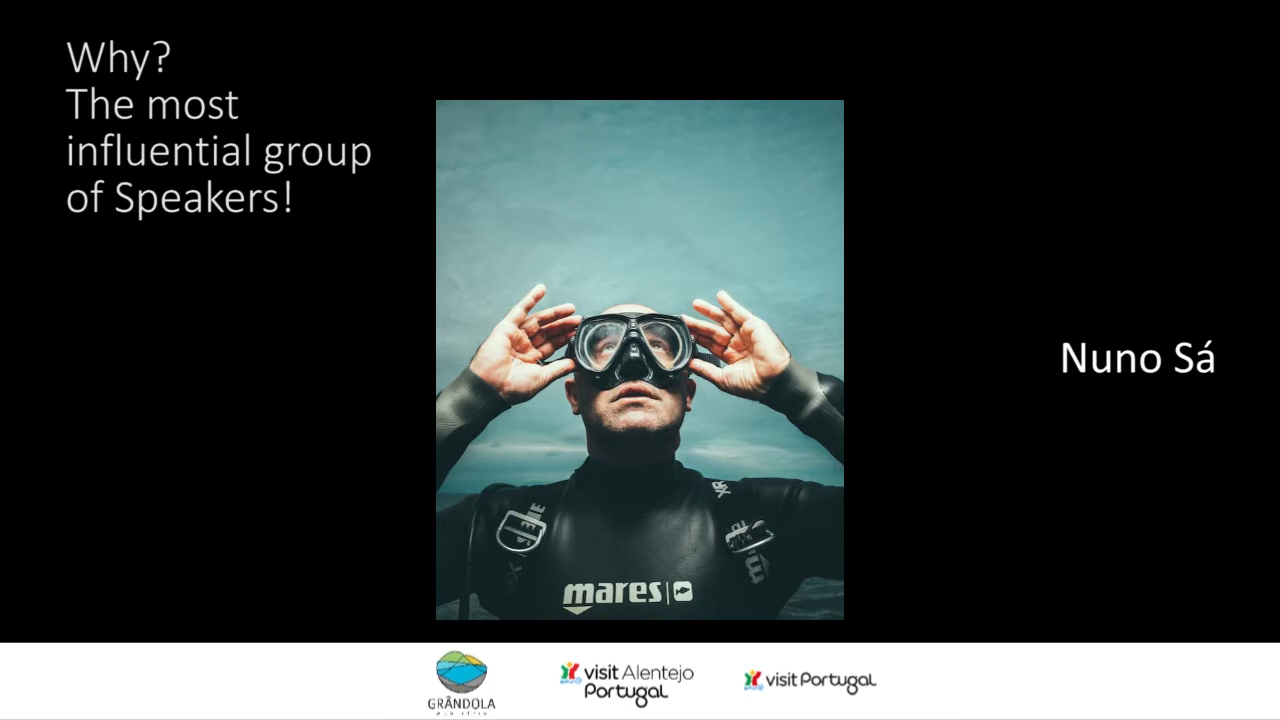 Why?
The most
influential group
of Speakers!
Nuno Sá
mares
GRÂNDOLA
visit Alentejo
Portugal
visit Portugal